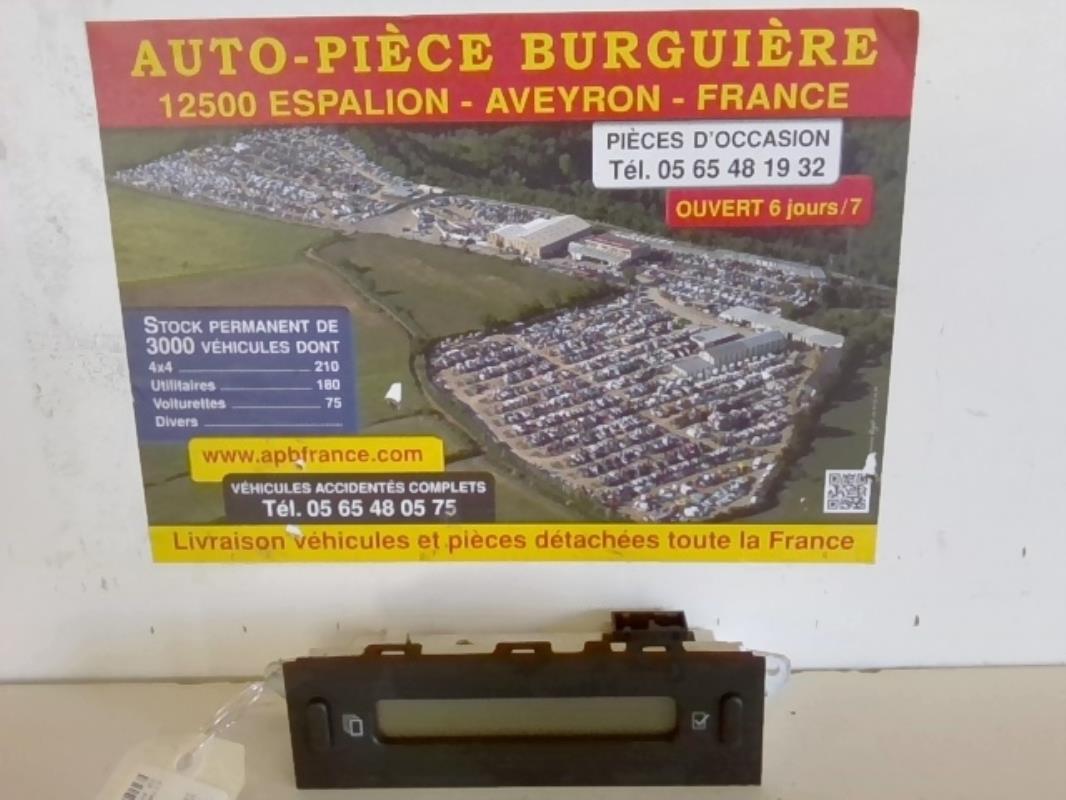 AUTO-PIÈCE BURGUIÈRE
12500 ESPALION - AVEYRON - FRANCE
PIÈCES D'OCCASION
Tél. 05 65 48 19 32
OUVERT 6 jours/7
STOCK PERMANENT DE
3000 VÉHICULES DONT
4x4 210
Utilitaires 180
Voiturettes 75
Divers
www.apbfrance.com
VÉHICULES ACCIDENTÉS COMPLETS
Tél. 05 65 48 05 75
Livraison véhicules et pièces détachées toute la France